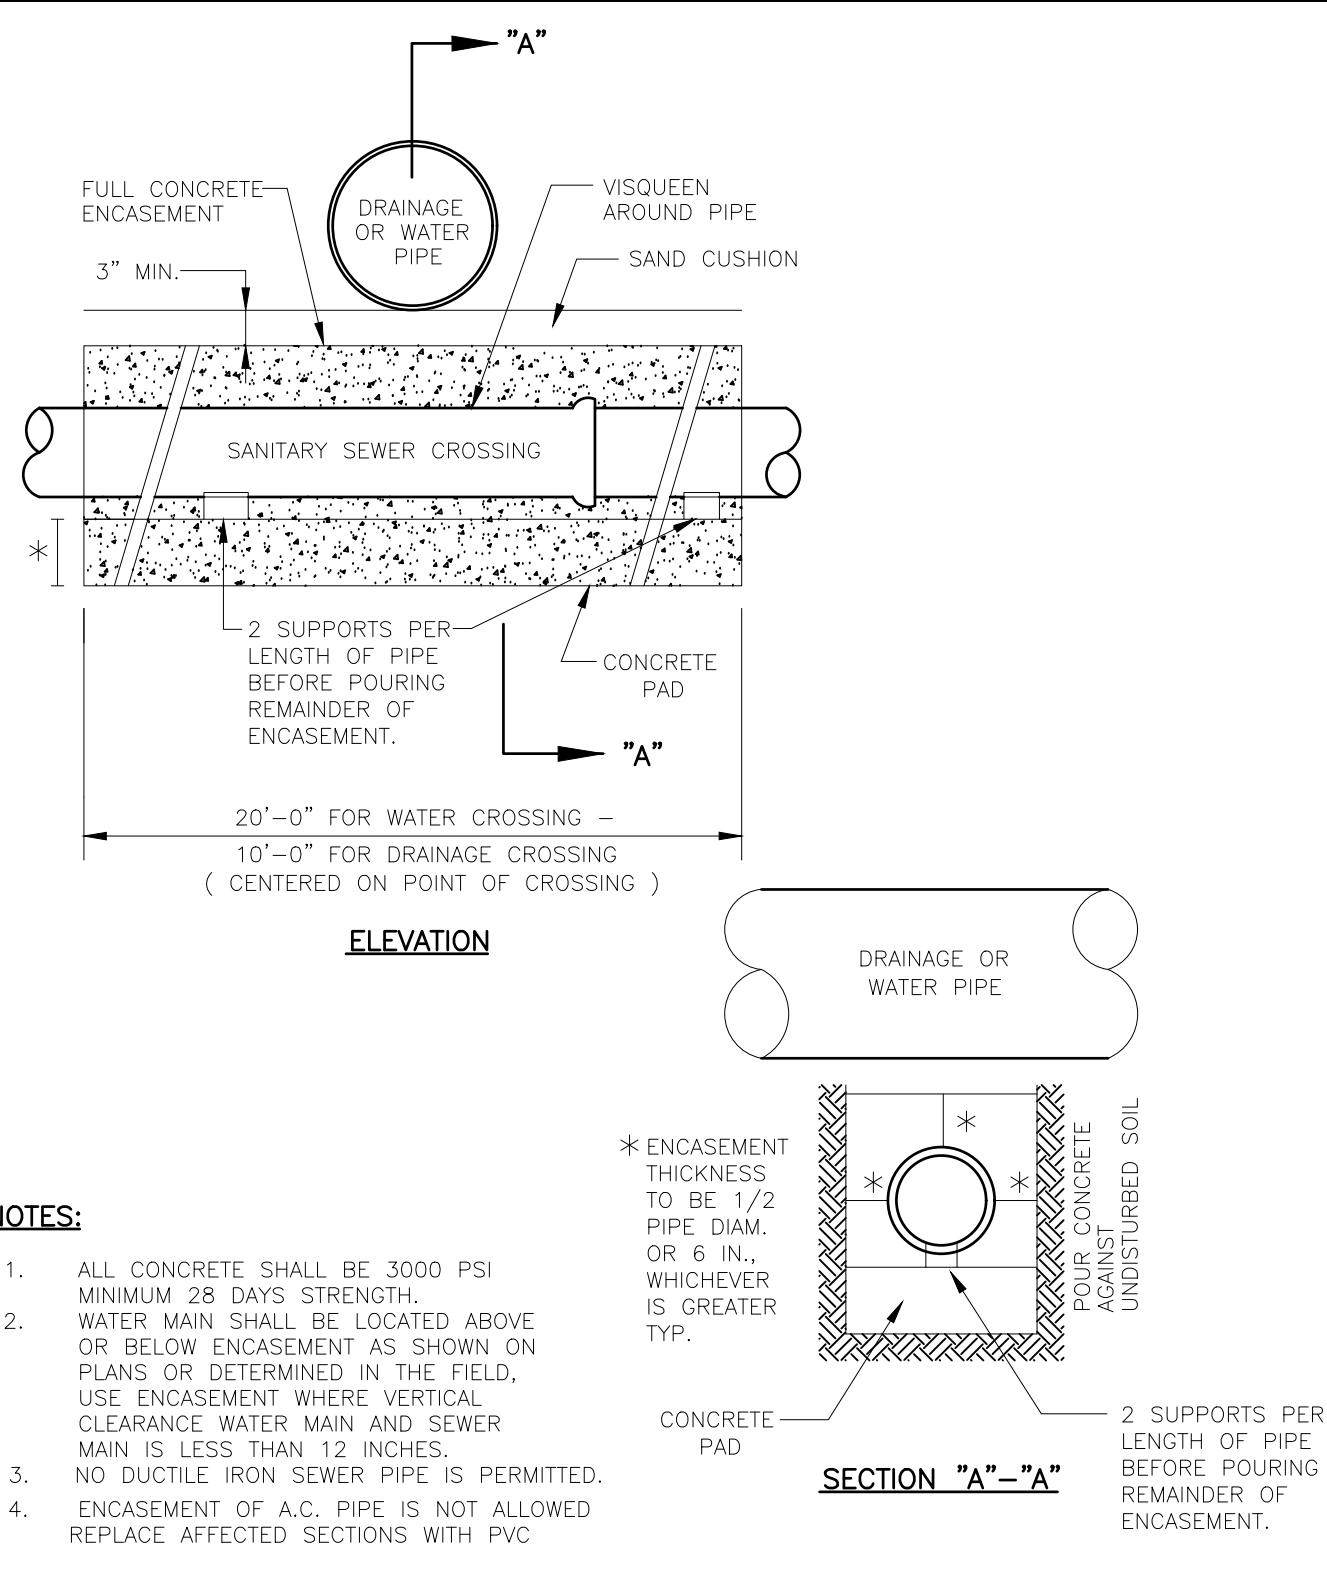 "A"
FULL CONCRETE
ENCASEMENT
DRAINAGE
OR WATER
PIPE
VISQUEEN
AROUND PIPE
SAND CUSHION
3" MIN.
SANITARY SEWER CROSSING
*
2 SUPPORTS PER
LENGTH OF PIPE
BEFORE POURING
REMAINDER OF
ENCASEMENT.
CONCRETE
PAD
"A"
20'-0" FOR WATER CROSSING -
10'-0" FOR DRAINAGE CROSSING
( CENTERED ON POINT OF CROSSING )
ELEVATION
DRAINAGE OR
WATER PIPE
* ENCASEMENT
THICKNESS
TO BE 1/2
PIPE DIAM.
OR 6 IN.,
WHICHEVER
IS GREATER
TYP.
*
*
*
POUR CONCRETE
AGAINST
UNDISTURBED SOIL
CONCRETE
PAD
2 SUPPORTS PER
LENGTH OF PIPE
BEFORE POURING
REMAINDER OF
ENCASEMENT.
SECTION "A"-"A"
OTES:
1. ALL CONCRETE SHALL BE 3000 PSI
MINIMUM 28 DAYS STRENGTH.
2. WATER MAIN SHALL BE LOCATED ABOVE
OR BELOW ENCASEMENT AS SHOWN ON
PLANS OR DETERMINED IN THE FIELD,
USE ENCASEMENT WHERE VERTICAL
CLEARANCE WATER MAIN AND SEWER
MAIN IS LESS THAN 12 INCHES.
3. NO DUCTILE IRON SEWER PIPE IS PERMITTED.
4. ENCASEMENT OF A.C. PIPE IS NOT ALLOWED
REPLACE AFFECTED SECTIONS WITH PVC